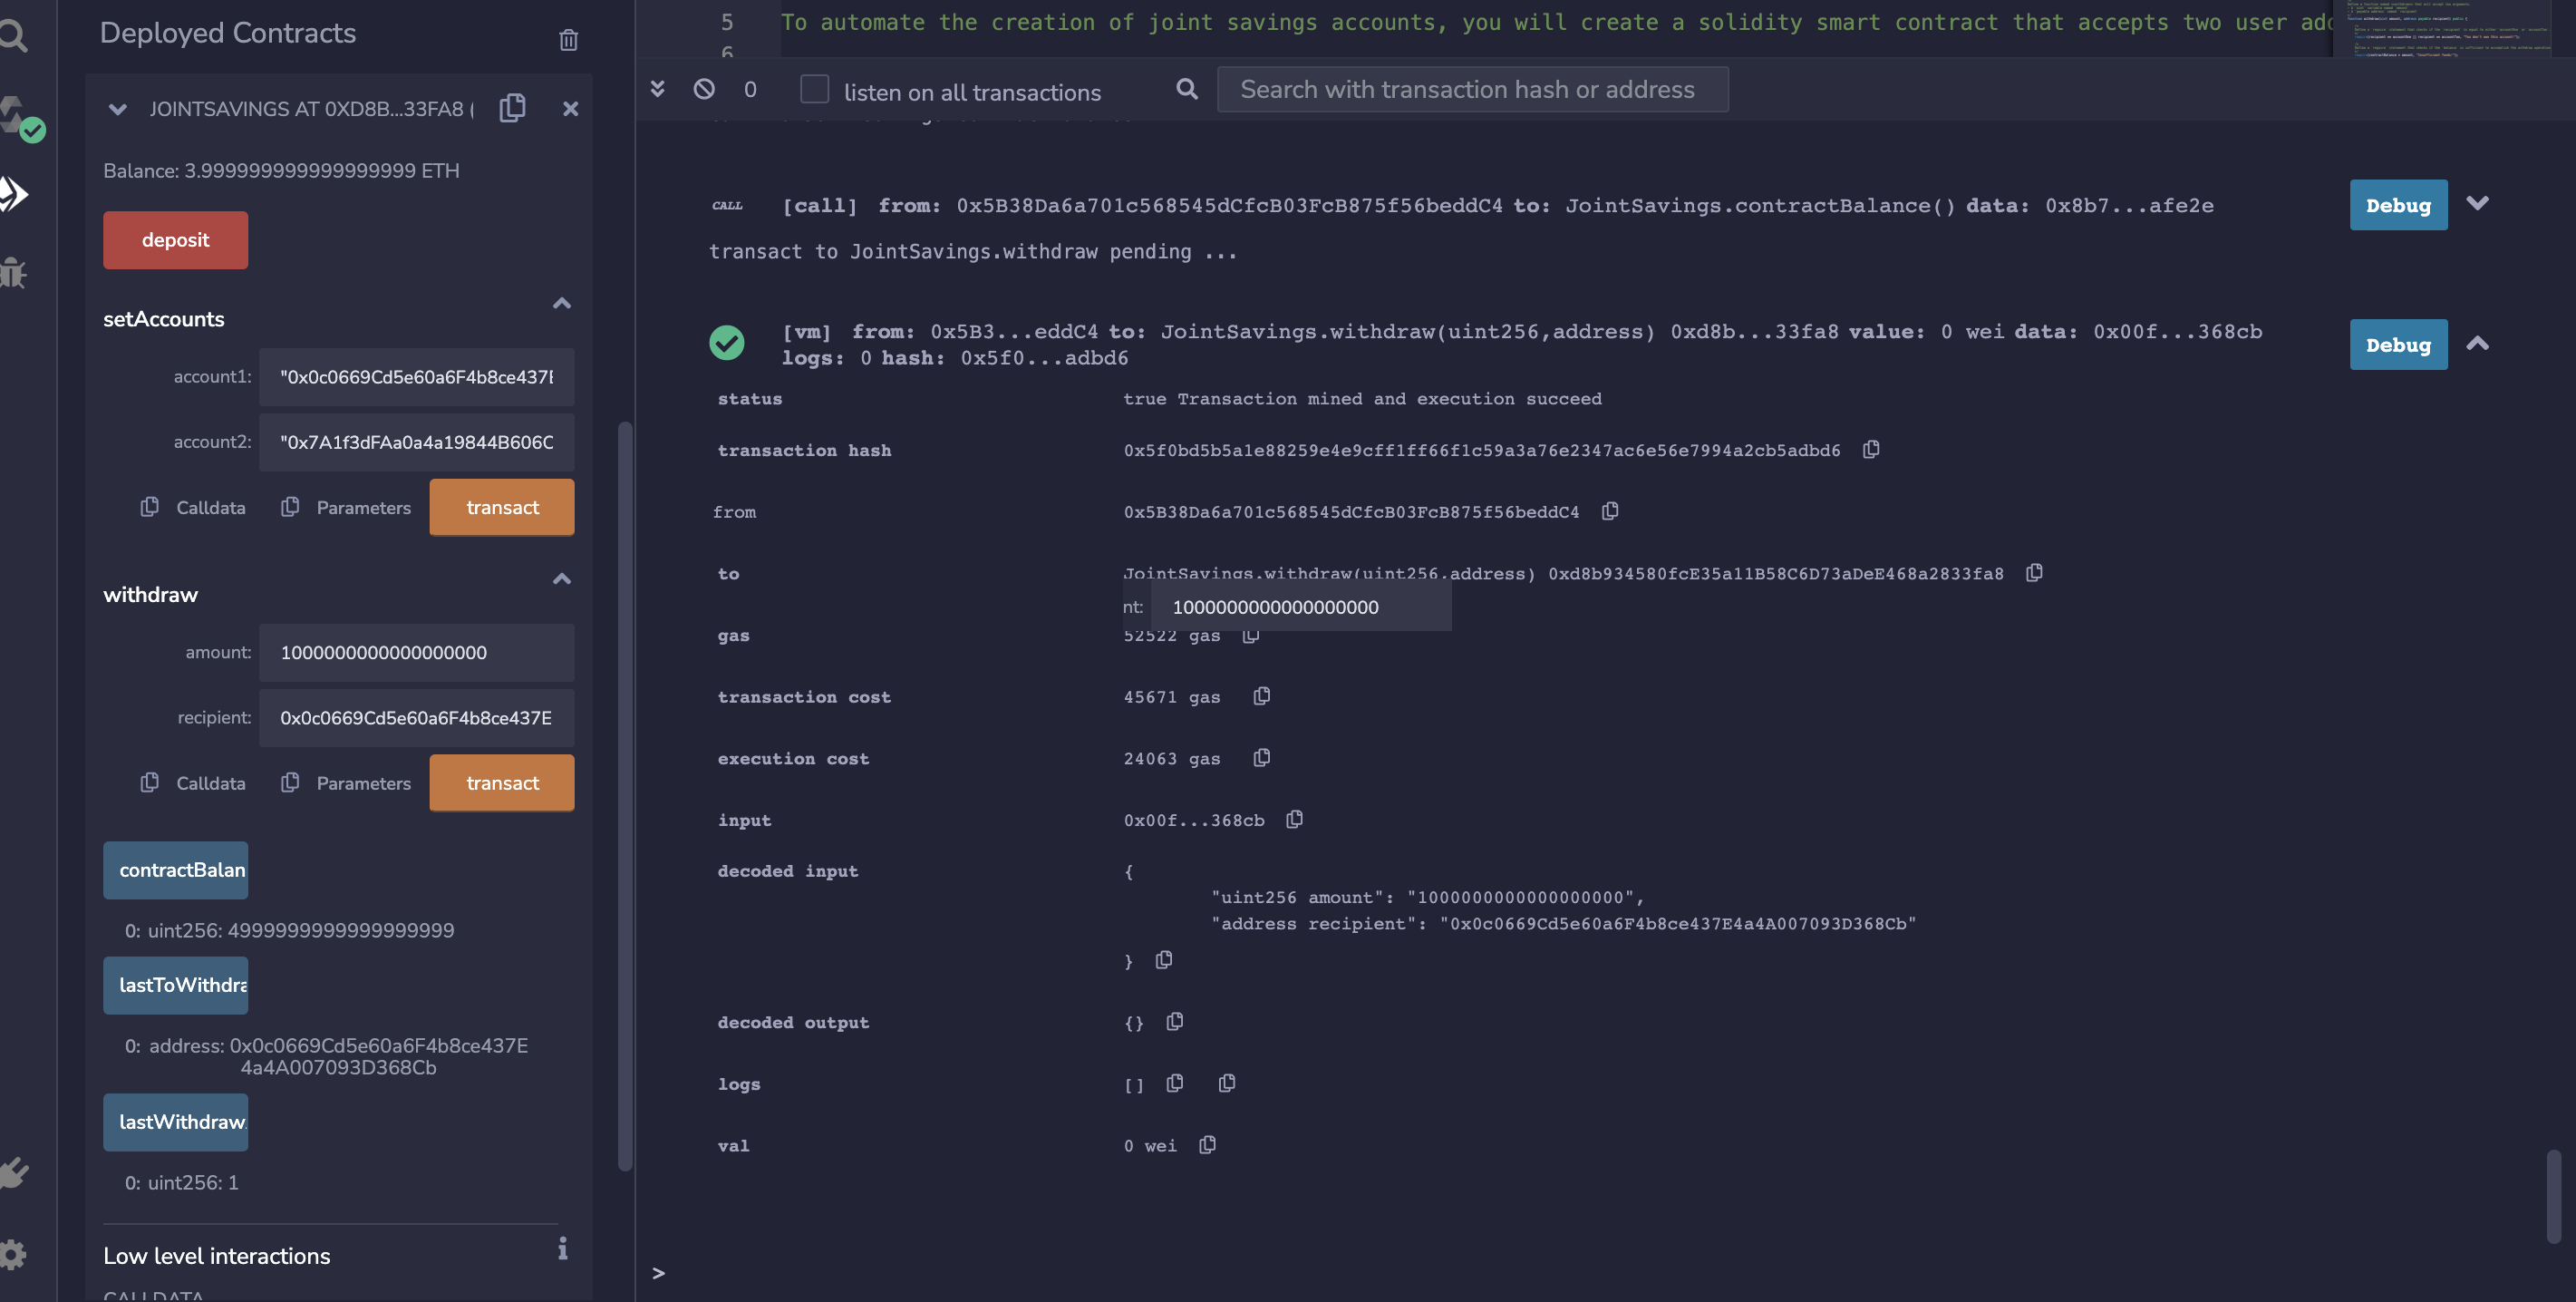 Deployed Contracts
JOINTSAVINGS AT 0XD8B...33FA8 (
Balance: 3.999999999999999999 ETH
deposit
setAccounts
account1: "0x0c0669Cd5e60a6F4b8ce437E
account2: "0x7A1f3dFAa0a4a19844B606C
Calldata Parameters transact
withdraw
amount: 1000000000000000000
recipient: 0x0c0669Cd5e60a6F4b8ce437E
Calldata Parameters transact
contractBalan
0: uint256: 4999999999999999999
lastToWithdra
0: address: 0x0c0669Cd5e60a6F4b8ce437E
4a4A007093D368Cb
lastWithdraw
0: uint256: 1
Low level interactions
CALLDATA
5 To automate the creation of joint savings accounts, you will create a solidity smart contract that accepts two user add
6
0 listen on all transactions Search with transaction hash or address
CALL [call] from: 0x5B38Da6a701c568545dCfcB03FcB875f56beddC4 to: JointSavings.contractBalance() data: 0x8b7...afe2e Debug
transact to JointSavings.withdraw pending ...
[vm] from: 0x5B3...eddC4 to: JointSavings.withdraw(uint256,address) 0xd8b...33fa8 value: 0 wei data: 0x00f...368cb
logs: 0 hash: 0x5f0...adbd6 Debug
status true Transaction mined and execution succeed
transaction hash 0x5f0bd5b5a1e88259e4e9cff1ff66f1c59a3a76e2347ac6e56e7994a2cb5adbd6
from 0x5B38Da6a701c568545dCfcB03FcB875f56beddC4
to JointSavings.withdraw(uint256,address) 0xd8b934580fcE35a11B58C6D73aDeE468a2833fa8
nt: 1000000000000000000
gas 52522 gas
transaction cost 45671 gas
execution cost 24063 gas
input 0x00f...368cb
decoded input {
"uint256 amount": "1000000000000000000",
"address recipient": "0x0c0669Cd5e60a6F4b8ce437E4a4A007093D368Cb"
}
decoded output {}
logs []
val 0 wei
>